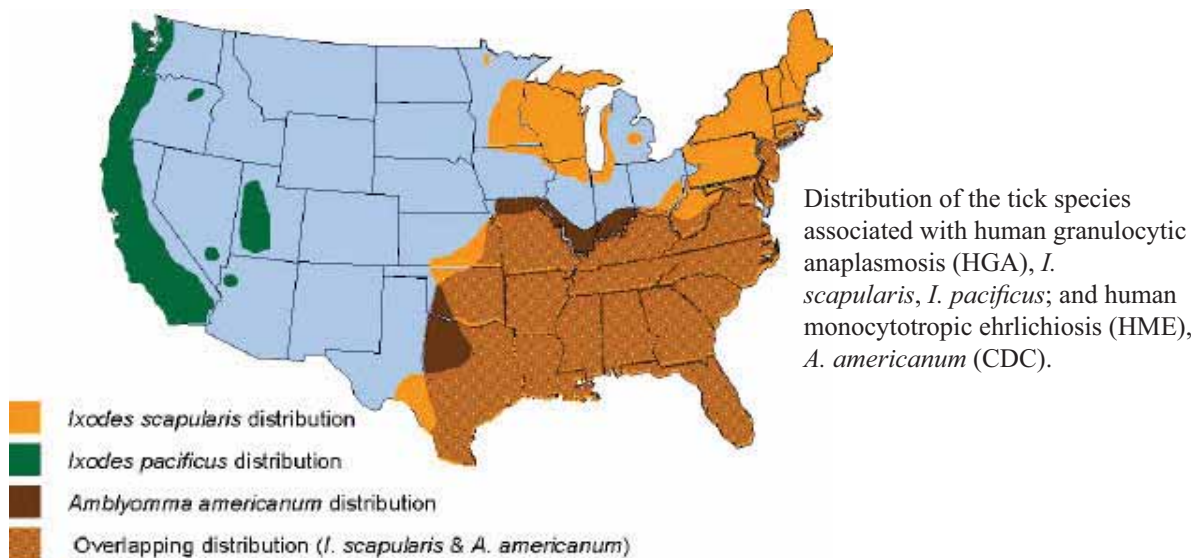 Distribution of the tick species
associated with human granulocytic
anaplasmosis (HGA), I.
scapularis, I. pacificus; and human
monocytotropic ehrlichiosis (HME),
A. americanum (CDC).
Ixodes scapularis distribution
Ixodes pacificus distribution
Amblyomma americanum distribution
Overlapping distribution (I. scapularis & A. americanum)